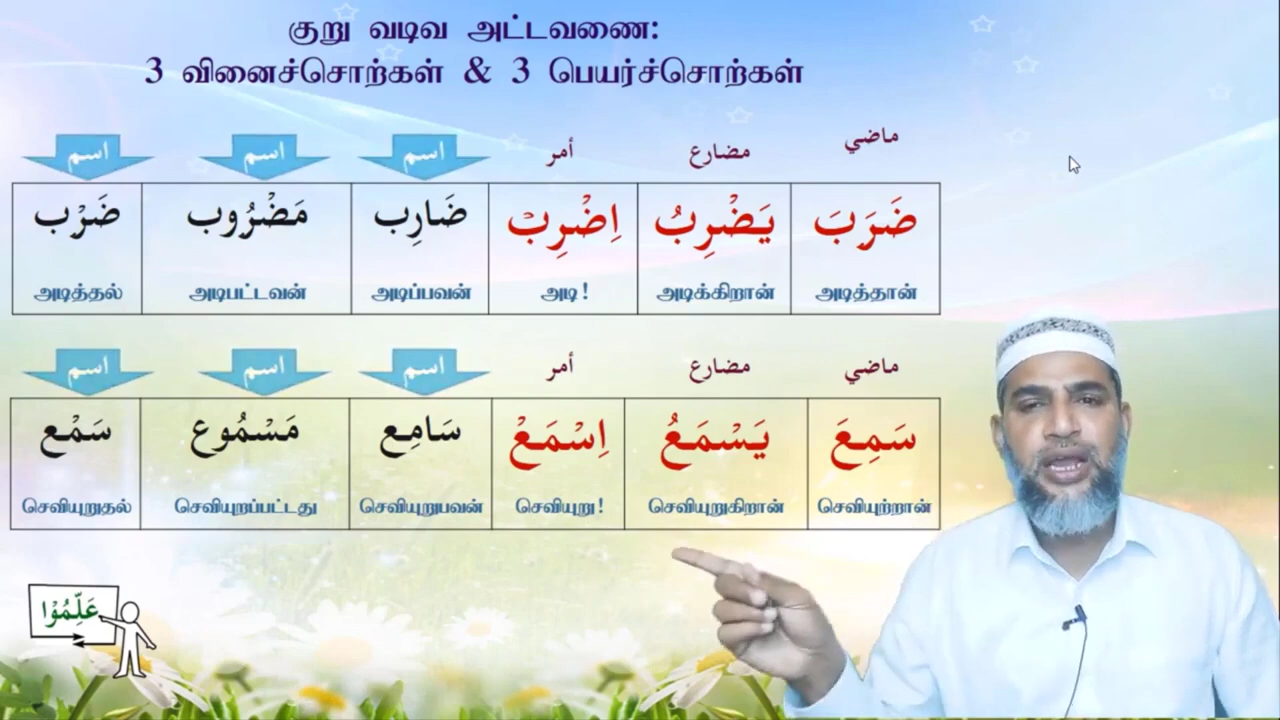 குறு வடிவ அட்டவணை:
3 வினைச்சொற்கள் & 3 பெயர்ச்சொற்கள்
ماضي مضارع أمر اسم اسم اسم
ضَرَبَ يَضْرِبُ اِضْرِبْ ضَارِب مَضْرُوب ضَرْب
அடித்தல் அடிபட்டவன் அடிப்பவன் அடி! அடிக்கிறான் அடித்தான்
ماضي مضارع أمر اسم اسم اسم
سَمِعَ يَسْمَعُ اِسْمَعْ سَامِع مَسْمُوع سَمْع
செவியுறுதல் செவியுறப்பட்டது செவியுறுபவன் செவியுறு! செவியுறுகிறான் செவியுற்றான்
عَلِّمُوْا